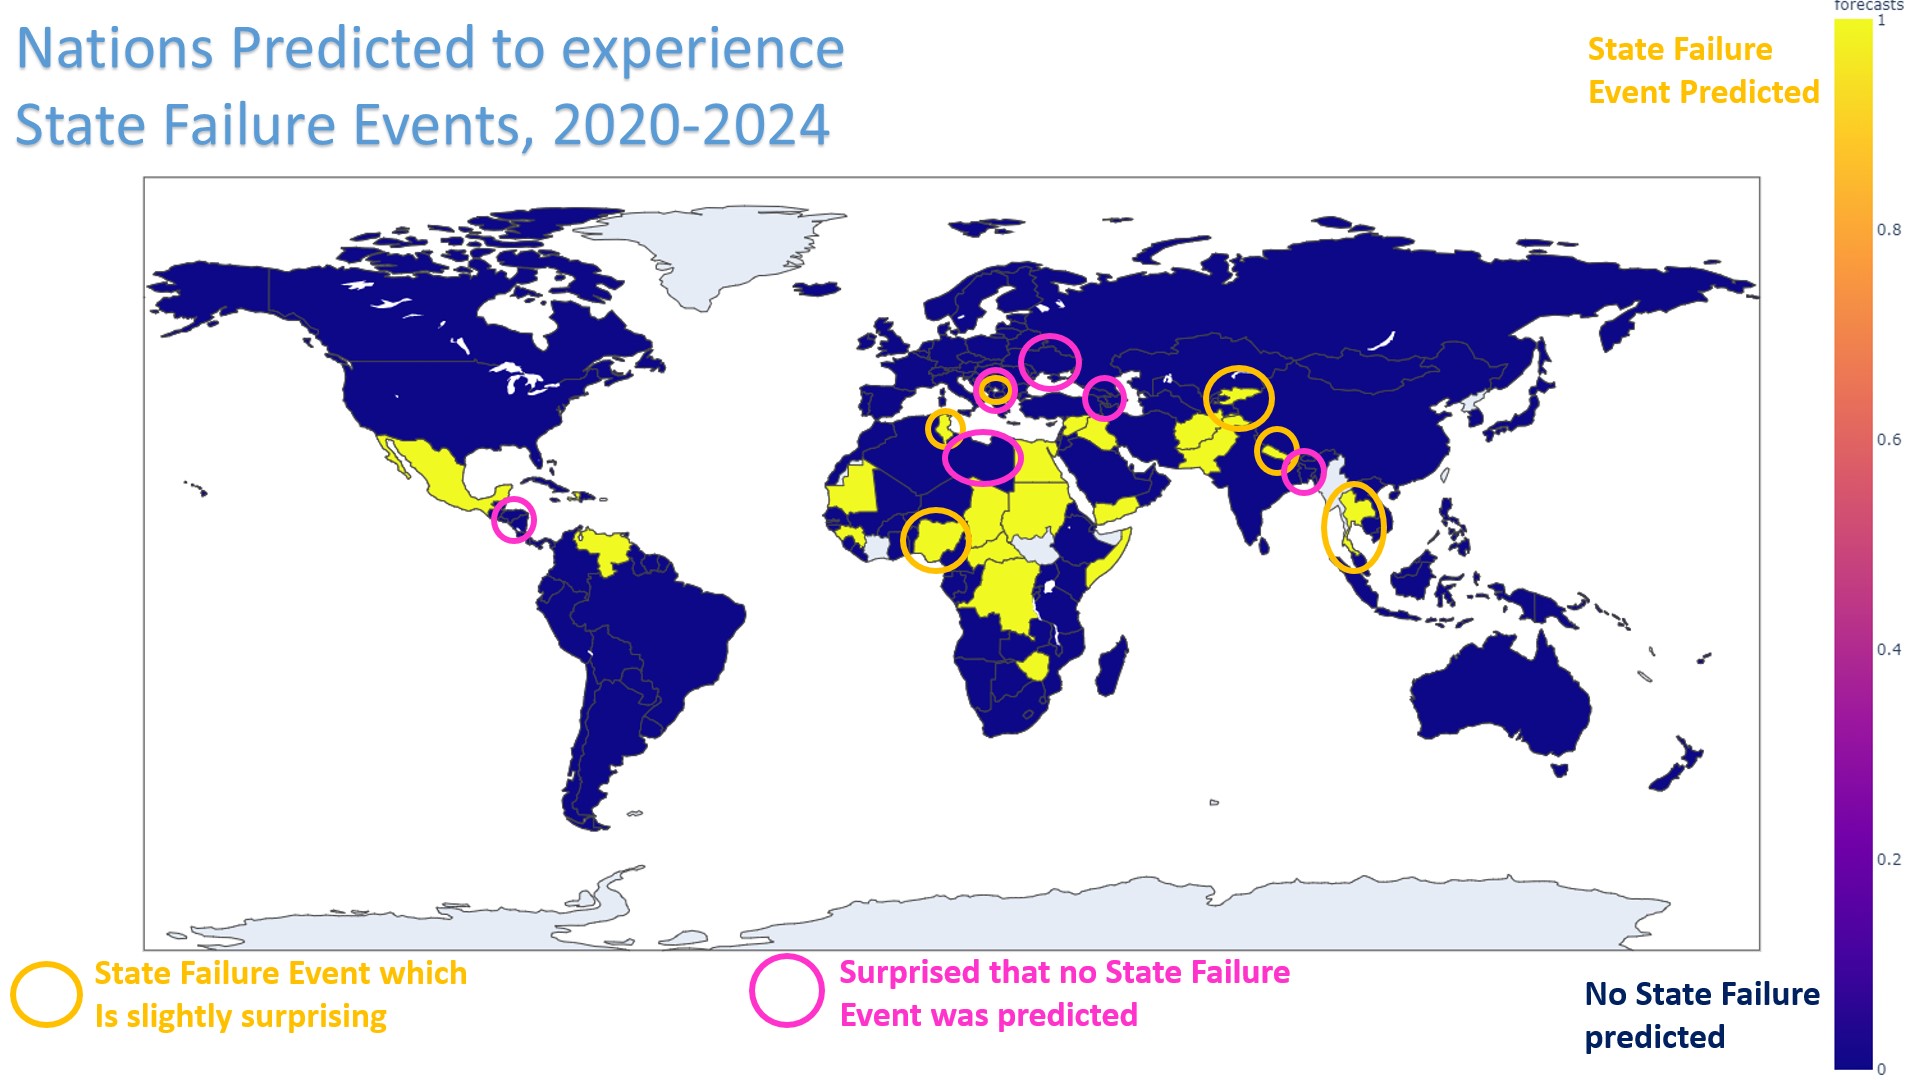 Nations Predicted to experience
State Failure Events, 2020-2024
forecasts
State Failure
Event Predicted
1
0.8
0.6
0.4
0.2
0
State Failure Event which
Is slightly surprising
Surprised that no State Failure
Event was predicted
No State Failure
predicted